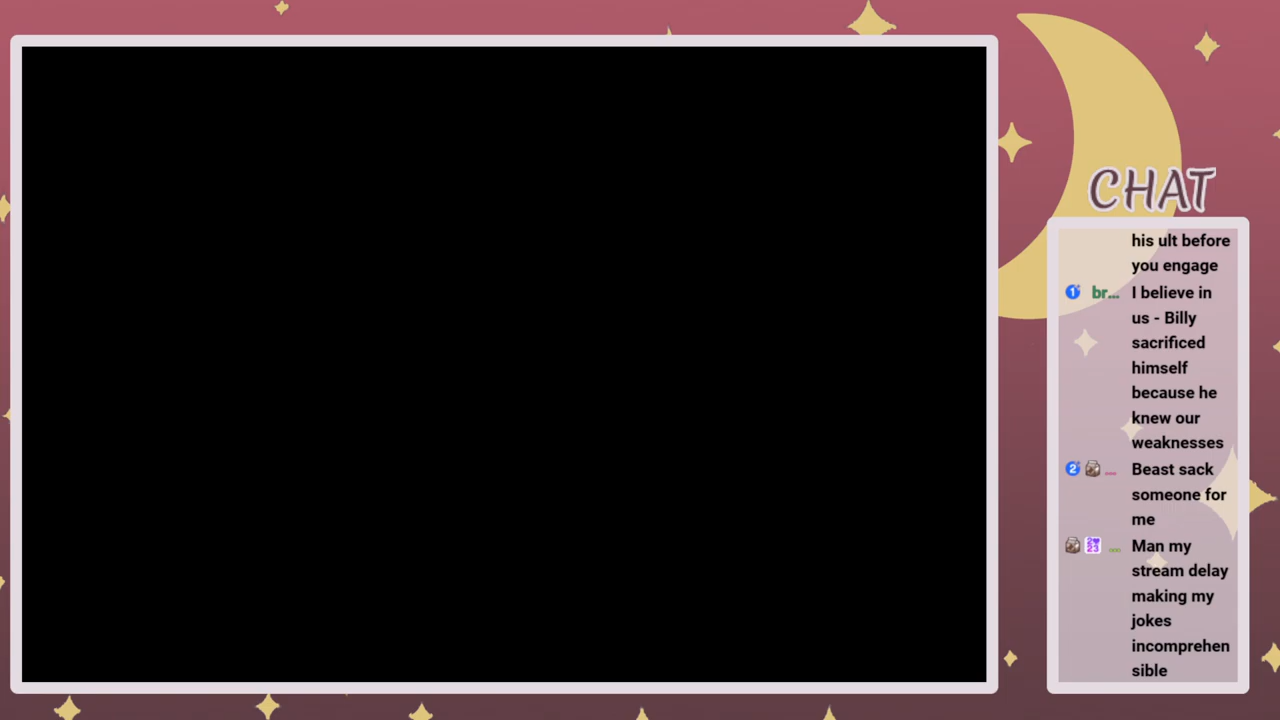 CHAT
his ult before
you engage
br... I believe in
us - Billy
sacrificed
himself
because he
knew our
weaknesses
Beast sack
someone for
me
Man my
stream delay
making my
jokes
incomprehen
sible